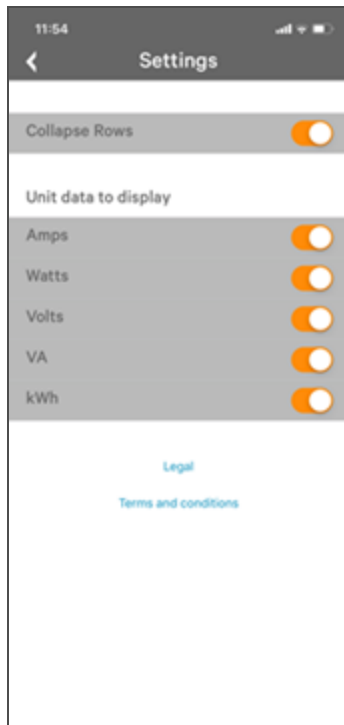 11:54
Settings
Collapse Rows
Unit data to display
Amps
Watts
Volts
VA
kWh
Legal
Terms and conditions